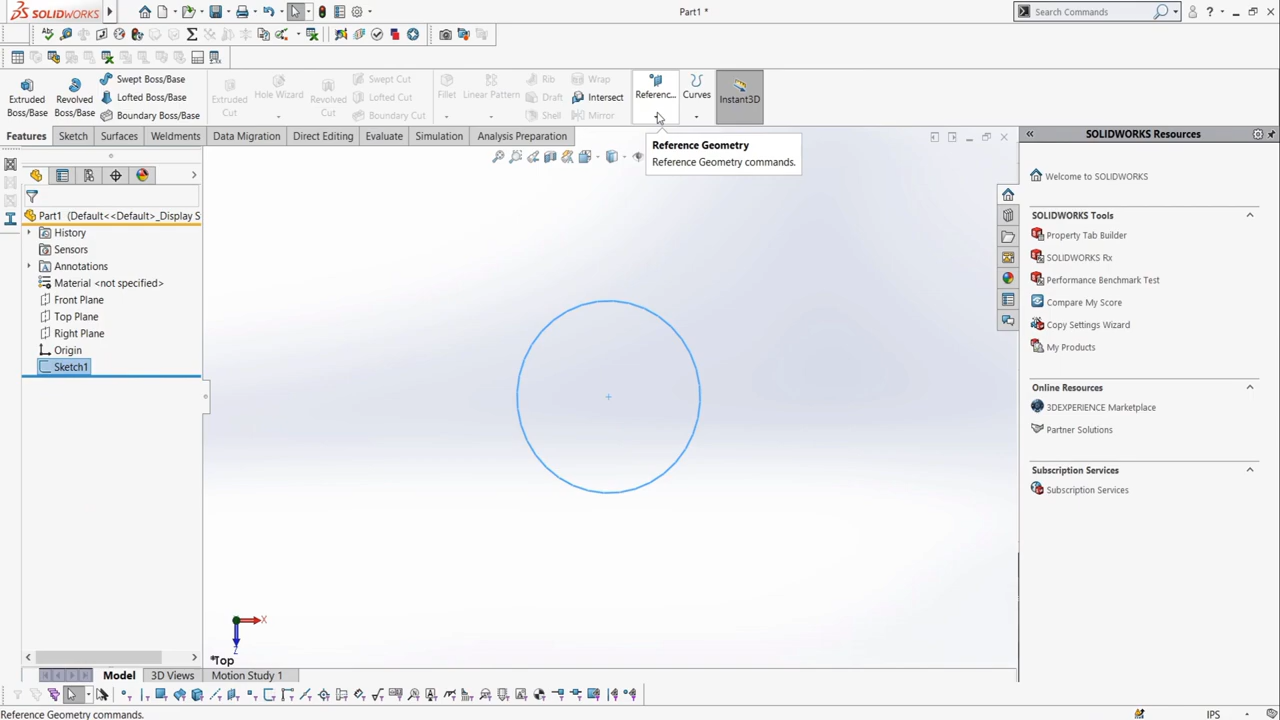 SOLIDWORKS
Part1 *
Search Commands
Extruded Boss/Base
Revolved Boss/Base
Swept Boss/Base
Lofted Boss/Base
Boundary Boss/Base
Extruded Cut
Hole Wizard
Revolved Cut
Swept Cut
Lofted Cut
Boundary Cut
Fillet
Linear Pattern
Rib
Draft
Shell
Wrap
Intersect
Mirror
Referenc...
Curves
Instant3D
Features
Sketch
Surfaces
Weldments
Data Migration
Direct Editing
Evaluate
Simulation
Analysis Preparation
Reference Geometry
Reference Geometry commands.
Part1 (Default<<Default>_Display S
History
Sensors
Annotations
Material <not specified>
Front Plane
Top Plane
Right Plane
Origin
Sketch1
X
Z
*Top
SOLIDWORKS Resources
Welcome to SOLIDWORKS
SOLIDWORKS Tools
Property Tab Builder
SOLIDWORKS Rx
Performance Benchmark Test
Compare My Score
Copy Settings Wizard
My Products
Online Resources
3DEXPERIENCE Marketplace
Partner Solutions
Subscription Services
Subscription Services
Model
3D Views
Motion Study 1
Reference Geometry commands.
IPS